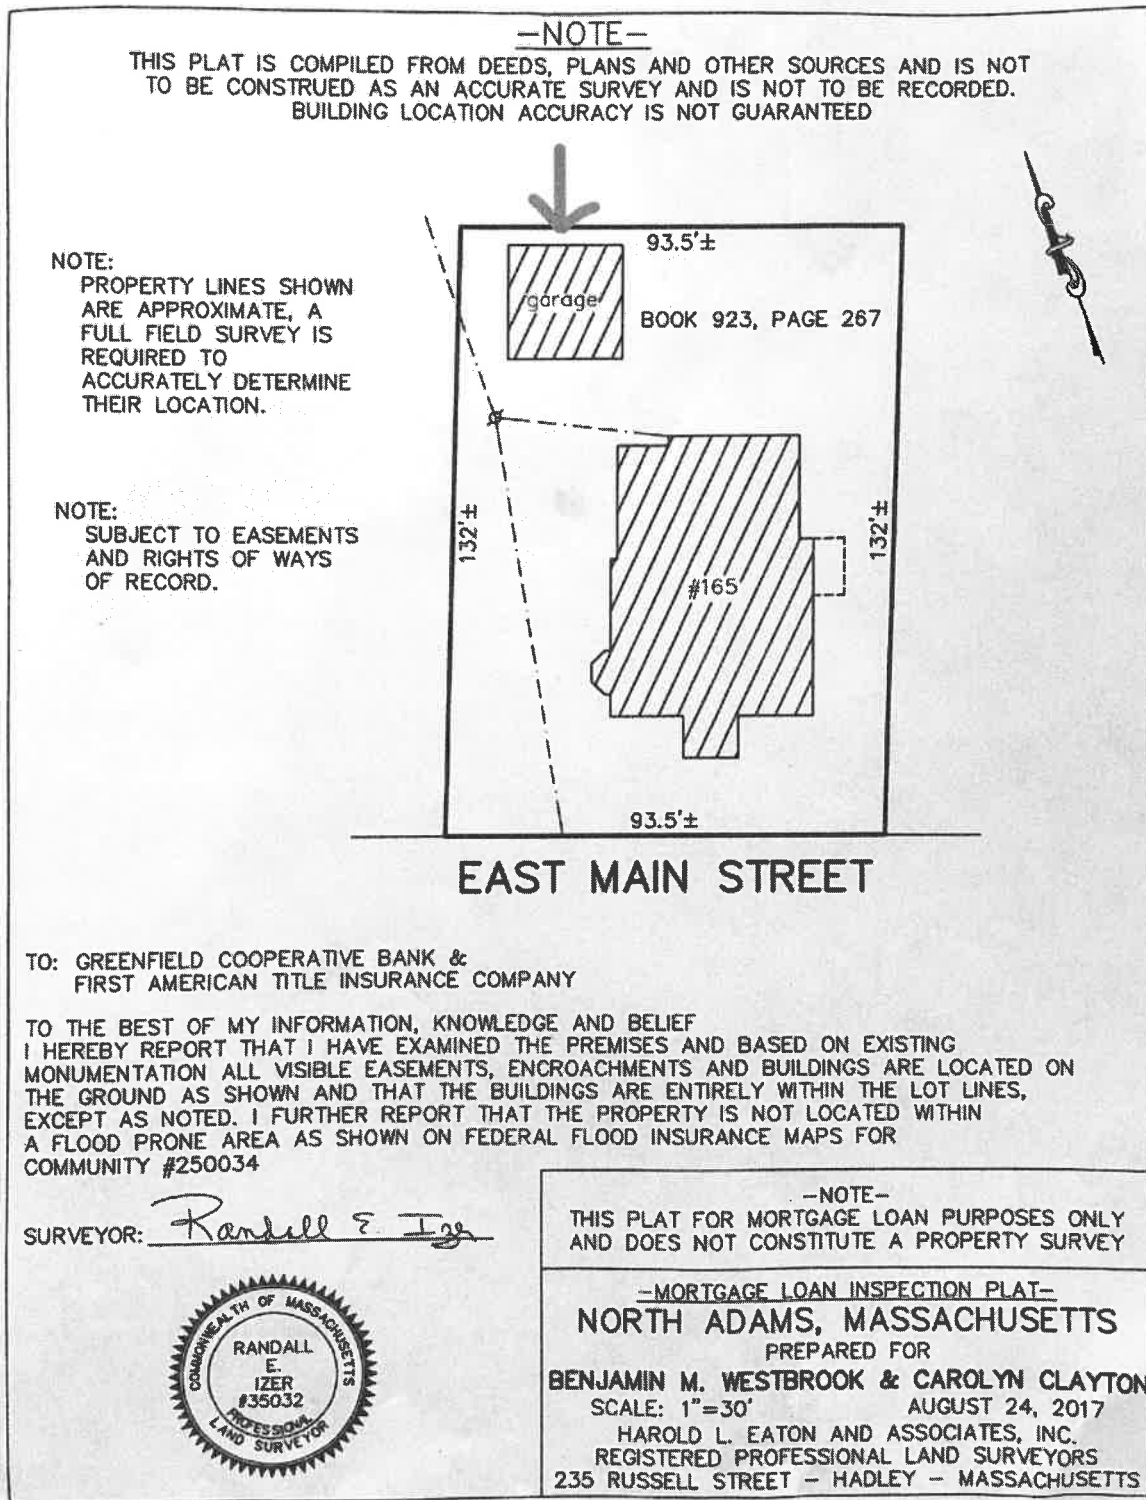 -NOTE-
THIS PLAT IS COMPILED FROM DEEDS, PLANS AND OTHER SOURCES AND IS NOT
TO BE CONSTRUED AS AN ACCURATE SURVEY AND IS NOT TO BE RECORDED.
BUILDING LOCATION ACCURACY IS NOT GUARANTEED
93.5'±
NOTE:
PROPERTY LINES SHOWN
ARE APPROXIMATE, A
FULL FIELD SURVEY IS
REQUIRED TO
ACCURATELY DETERMINE
THEIR LOCATION.
garage
BOOK 923, PAGE 267
NOTE:
SUBJECT TO EASEMENTS
AND RIGHTS OF WAYS
OF RECORD.
132'±
132'±
#165
93.5'±
EAST MAIN STREET
TO: GREENFIELD COOPERATIVE BANK &
FIRST AMERICAN TITLE INSURANCE COMPANY
TO THE BEST OF MY INFORMATION, KNOWLEDGE AND BELIEF
I HEREBY REPORT THAT I HAVE EXAMINED THE PREMISES AND BASED ON EXISTING
MONUMENTATION ALL VISIBLE EASEMENTS, ENCROACHMENTS AND BUILDINGS ARE LOCATED ON
THE GROUND AS SHOWN AND THAT THE BUILDINGS ARE ENTIRELY WITHIN THE LOT LINES,
EXCEPT AS NOTED. I FURTHER REPORT THAT THE PROPERTY IS NOT LOCATED WITHIN
A FLOOD PRONE AREA AS SHOWN ON FEDERAL FLOOD INSURANCE MAPS FOR
COMMUNITY #250034
SURVEYOR: Randall E. Izer
COMMONWEALTH OF MASSACHUSETTS
RANDALL
E.
IZER
#35032
PROFESSIONAL
LAND SURVEYOR
-NOTE-
THIS PLAT FOR MORTGAGE LOAN PURPOSES ONLY
AND DOES NOT CONSTITUTE A PROPERTY SURVEY
-MORTGAGE LOAN INSPECTION PLAT-
NORTH ADAMS, MASSACHUSETTS
PREPARED FOR
BENJAMIN M. WESTBROOK & CAROLYN CLAYTON
SCALE: 1"=30' AUGUST 24, 2017
HAROLD L. EATON AND ASSOCIATES, INC.
REGISTERED PROFESSIONAL LAND SURVEYORS
235 RUSSELL STREET - HADLEY - MASSACHUSETTS